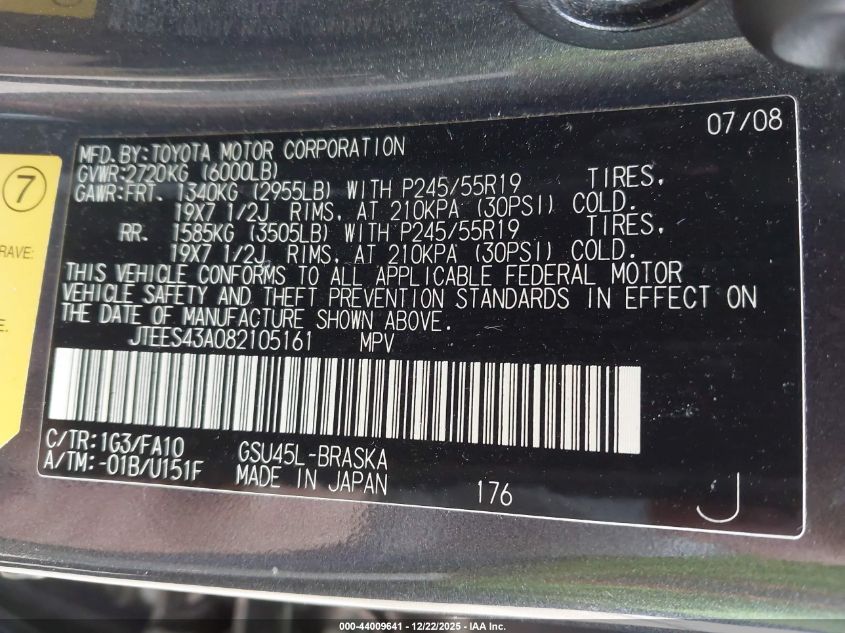 07/08
MFD.BY:TOYOTA MOTOR CORPORATION
GVWR:2720KG (6000LB)
GAWR:FRT. 1340KG (2955LB) WITH P245/55R19 TIRES,
19X7 1/2J RIMS, AT 210KPA (30PSI) COLD.
RR. 1585KG (3505LB) WITH P245/55R19 TIRES,
19X7 1/2J RIMS, AT 210KPA (30PSI) COLD.
THIS VEHICLE CONFORMS TO ALL APPLICABLE FEDERAL MOTOR
VEHICLE SAFETY AND THEFT PREVENTION STANDARDS IN EFFECT ON
THE DATE OF MANUFACTURE SHOWN ABOVE.
JTEES43A082105161 MPV
C/TR:1G3/FA10 GSU45L-BRASKA
A/TM:-01B/U151F MADE IN JAPAN 176 J
7
RAVE:
E.
000-44009641 - 12/22/2025 - IAA Inc.